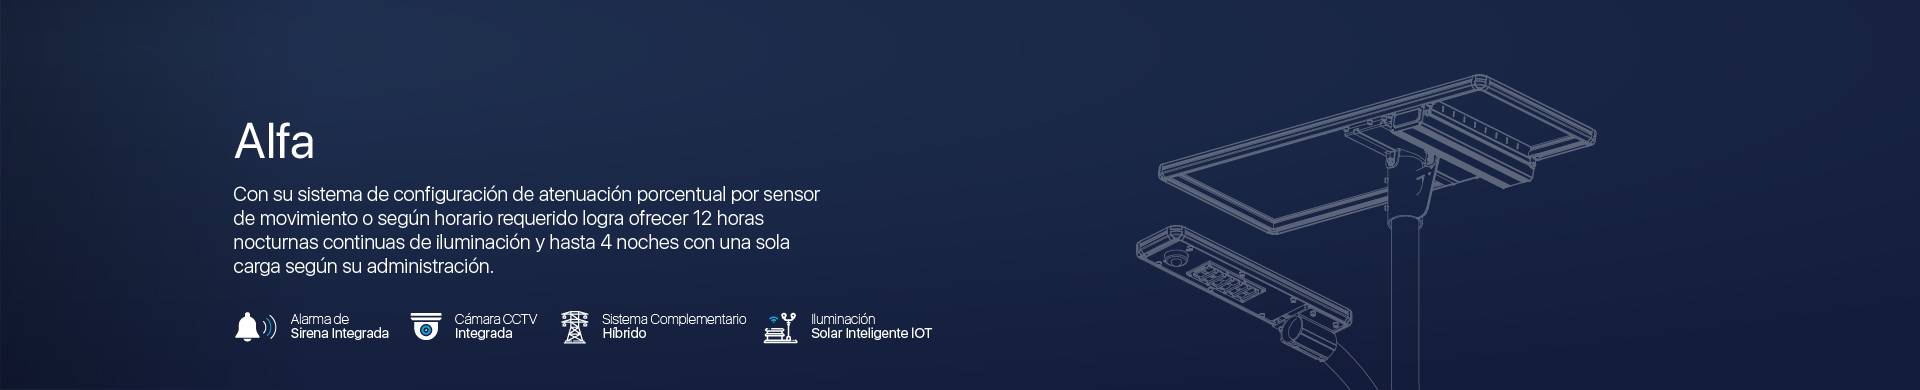 Alfa
Con su sistema de configuración de atenuación porcentual por sensor
de movimiento o según horario requerido logra ofrecer 12 horas
nocturnas continuas de iluminación y hasta 4 noches con una sola
carga según su administración.
Alarma de
Sirena Integrada
Cámara CCTV
Integrada
Sistema Complementario
Híbrido
Iluminación
Solar Inteligente IOT